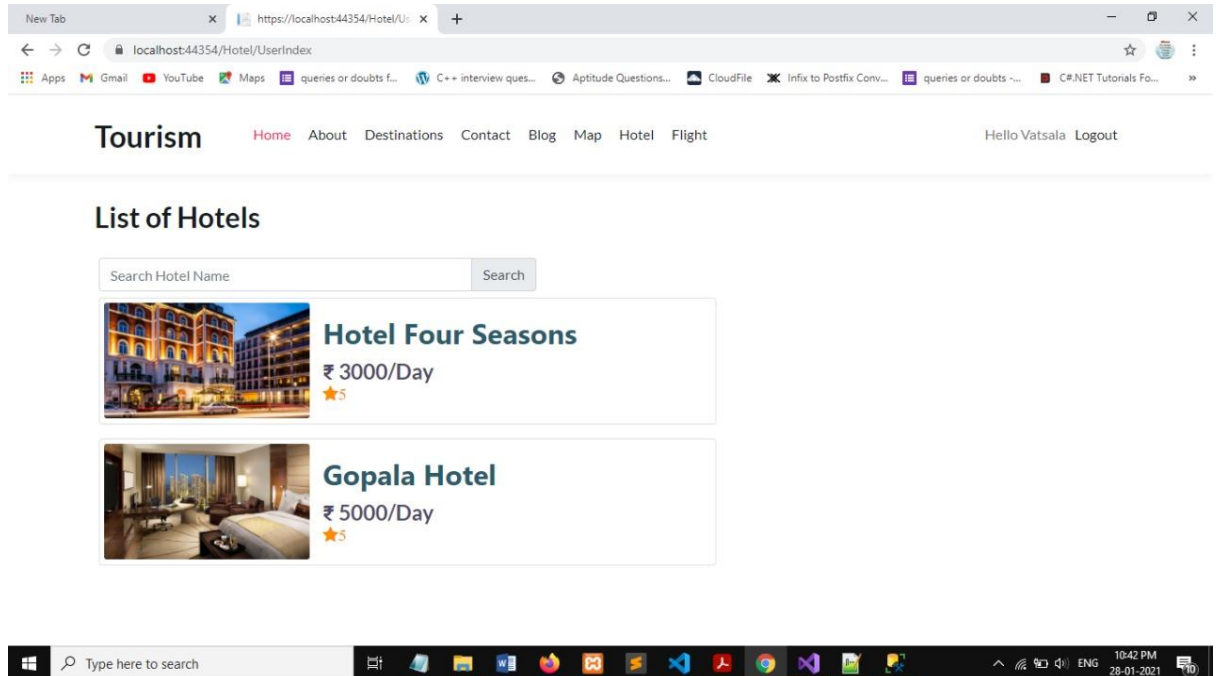 New Tab https://localhost:44354/Hotel/Us
localhost:44354/Hotel/UserIndex
Apps Gmail YouTube Maps queries or doubts f... C++ interview ques... Aptitude Questions... CloudFile Infix to Postfix Conv... queries or doubts -... C#.NET Tutorials Fo... »
Tourism Home About Destinations Contact Blog Map Hotel Flight Hello Vatsala Logout
List of Hotels
Search Hotel Name Search
Hotel Four Seasons
₹ 3000/Day
5
Gopala Hotel
₹ 5000/Day
5
Type here to search ENG 10:42 PM
28-01-2021 10